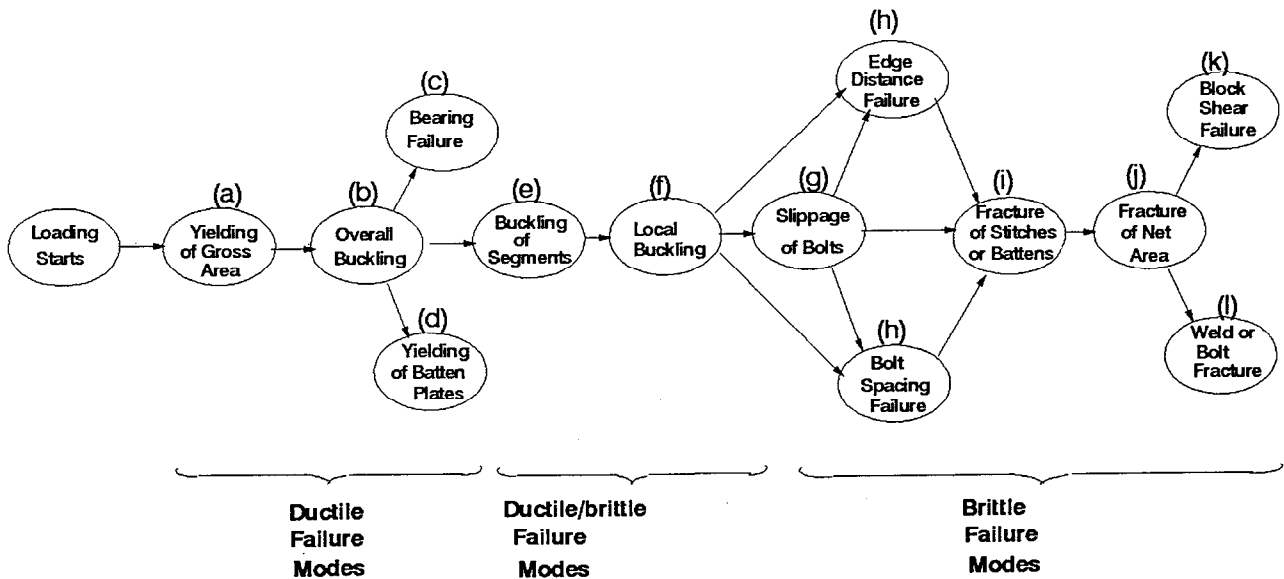 Loading
Starts
(a)
Yielding
of Gross
Area
(b)
Overall
Buckling
(c)
Bearing
Failure
(d)
Yielding
of Batten
Plates
(e)
Buckling
of
Segments
(f)
Local
Buckling
(g)
Slippage
of Bolts
(h)
Edge
Distance
Failure
(h)
Bolt
Spacing
Failure
(i)
Fracture
of Stitches
or Battens
(j)
Fracture
of Net
Area
(k)
Block
Shear
Failure
(l)
Weld or
Bolt
Fracture
Ductile
Failure
Modes
Ductile/brittle
Failure
Modes
Brittle
Failure
Modes